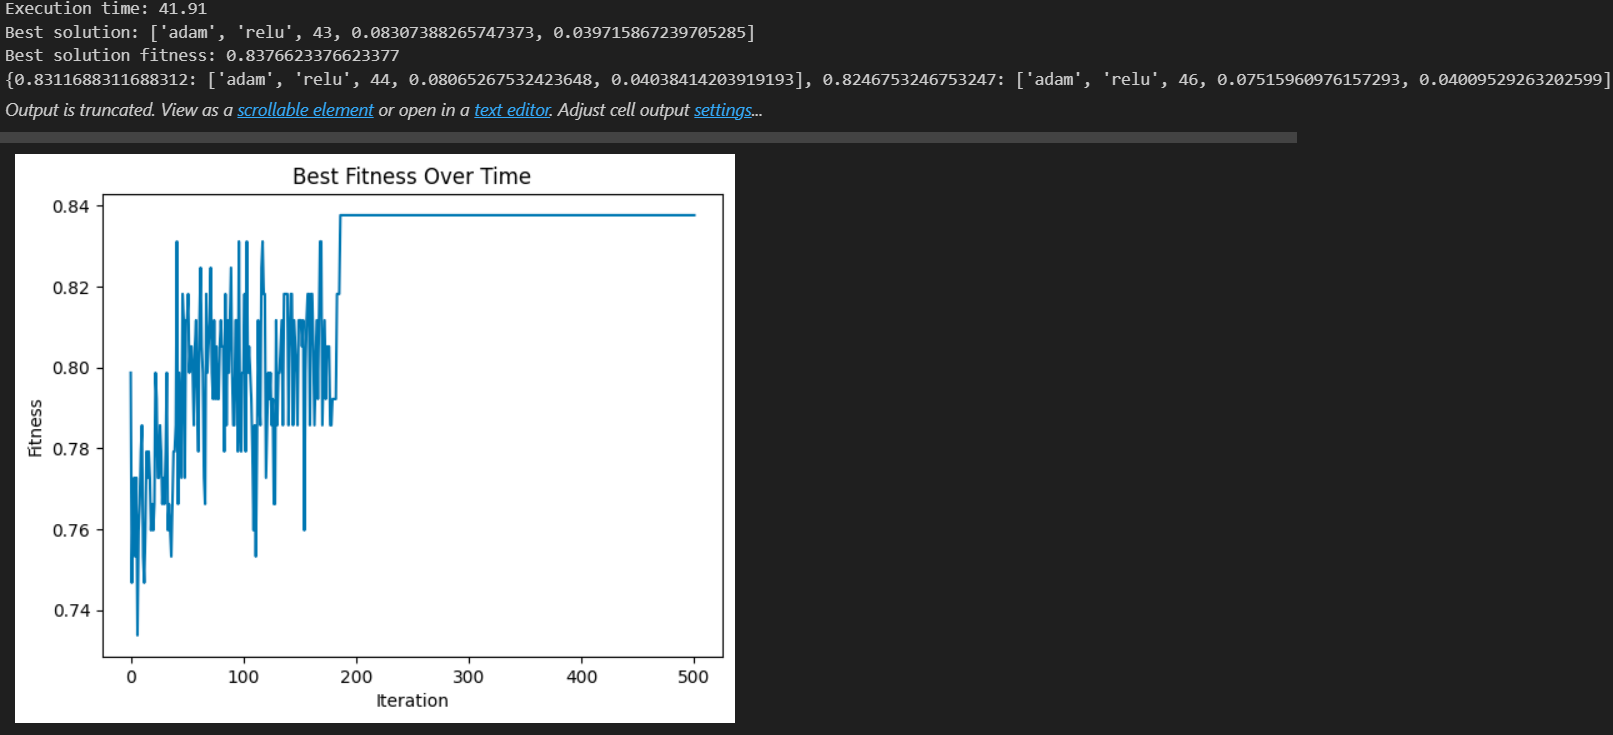 Execution time: 41.91
Best solution: ['adam', 'relu', 43, 0.08307388265747373, 0.039715867239705285]
Best solution fitness: 0.8376623376623377
{0.8311688311688312: ['adam', 'relu', 44, 0.08065267532423648, 0.04038414203919193], 0.8246753246753247: ['adam', 'relu', 46, 0.07515960976157293, 0.04009529263202599]
Output is truncated. View as a scrollable element or open in a text editor. Adjust cell output settings...
Best Fitness Over Time
0.84
0.82
0.80
0.78
0.76
0.74
Fitness
0 100 200 300 400 500
Iteration